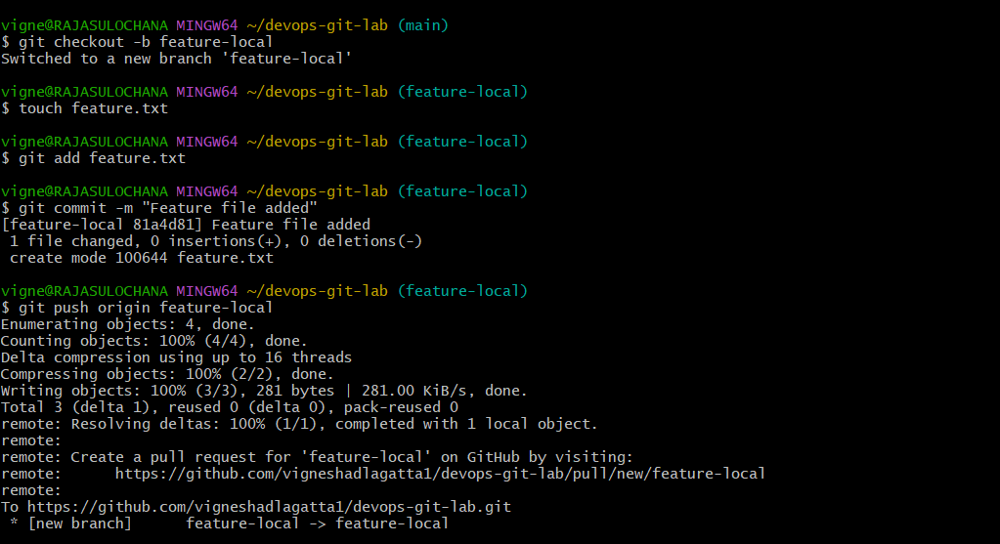 vigne@RAJASULOCHANA MINGW64 ~/devops-git-lab (main)
$ git checkout -b feature-local
Switched to a new branch 'feature-local'
vigne@RAJASULOCHANA MINGW64 ~/devops-git-lab (feature-local)
$ touch feature.txt
vigne@RAJASULOCHANA MINGW64 ~/devops-git-lab (feature-local)
$ git add feature.txt
vigne@RAJASULOCHANA MINGW64 ~/devops-git-lab (feature-local)
$ git commit -m "Feature file added"
[feature-local 81a4d81] Feature file added
 1 file changed, 0 insertions(+), 0 deletions(-)
 create mode 100644 feature.txt
vigne@RAJASULOCHANA MINGW64 ~/devops-git-lab (feature-local)
$ git push origin feature-local
Enumerating objects: 4, done.
Counting objects: 100% (4/4), done.
Delta compression using up to 16 threads
Compressing objects: 100% (2/2), done.
Writing objects: 100% (3/3), 281 bytes | 281.00 KiB/s, done.
Total 3 (delta 1), reused 0 (delta 0), pack-reused 0
remote: Resolving deltas: 100% (1/1), completed with 1 local object.
remote:
remote: Create a pull request for 'feature-local' on GitHub by visiting:
remote:      https://github.com/vigneshadlagatta1/devops-git-lab/pull/new/feature-local
remote:
To https://github.com/vigneshadlagatta1/devops-git-lab.git
 * [new branch]      feature-local -> feature-local